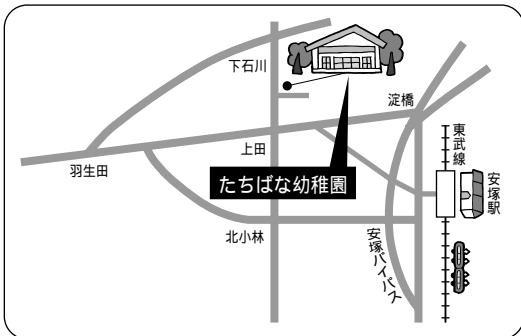 下石川
淀橋
東武線
上田
羽生田
安塚駅
たちばな幼稚園
北小林
安塚バイパス